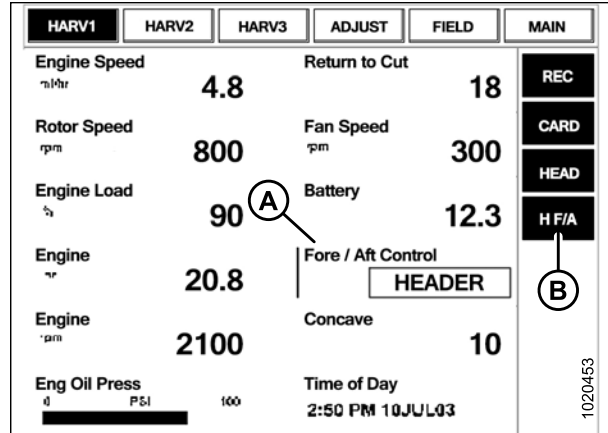 HARV1 HARV2 HARV3 ADJUST FIELD MAIN
Engine Speed
4.8
Rotor Speed
rpm
800
Engine Load
90
Engine
20.8
Engine
rpm
2100
Eng Oil Press
0 PSI 100
Return to Cut
18
Fan Speed
rpm
300
Battery
12.3
Fore / Aft Control
HEADER
Concave
10
Time of Day
2:50 PM 10JUL03
REC
CARD
HEAD
H F/A
A
B
1020453